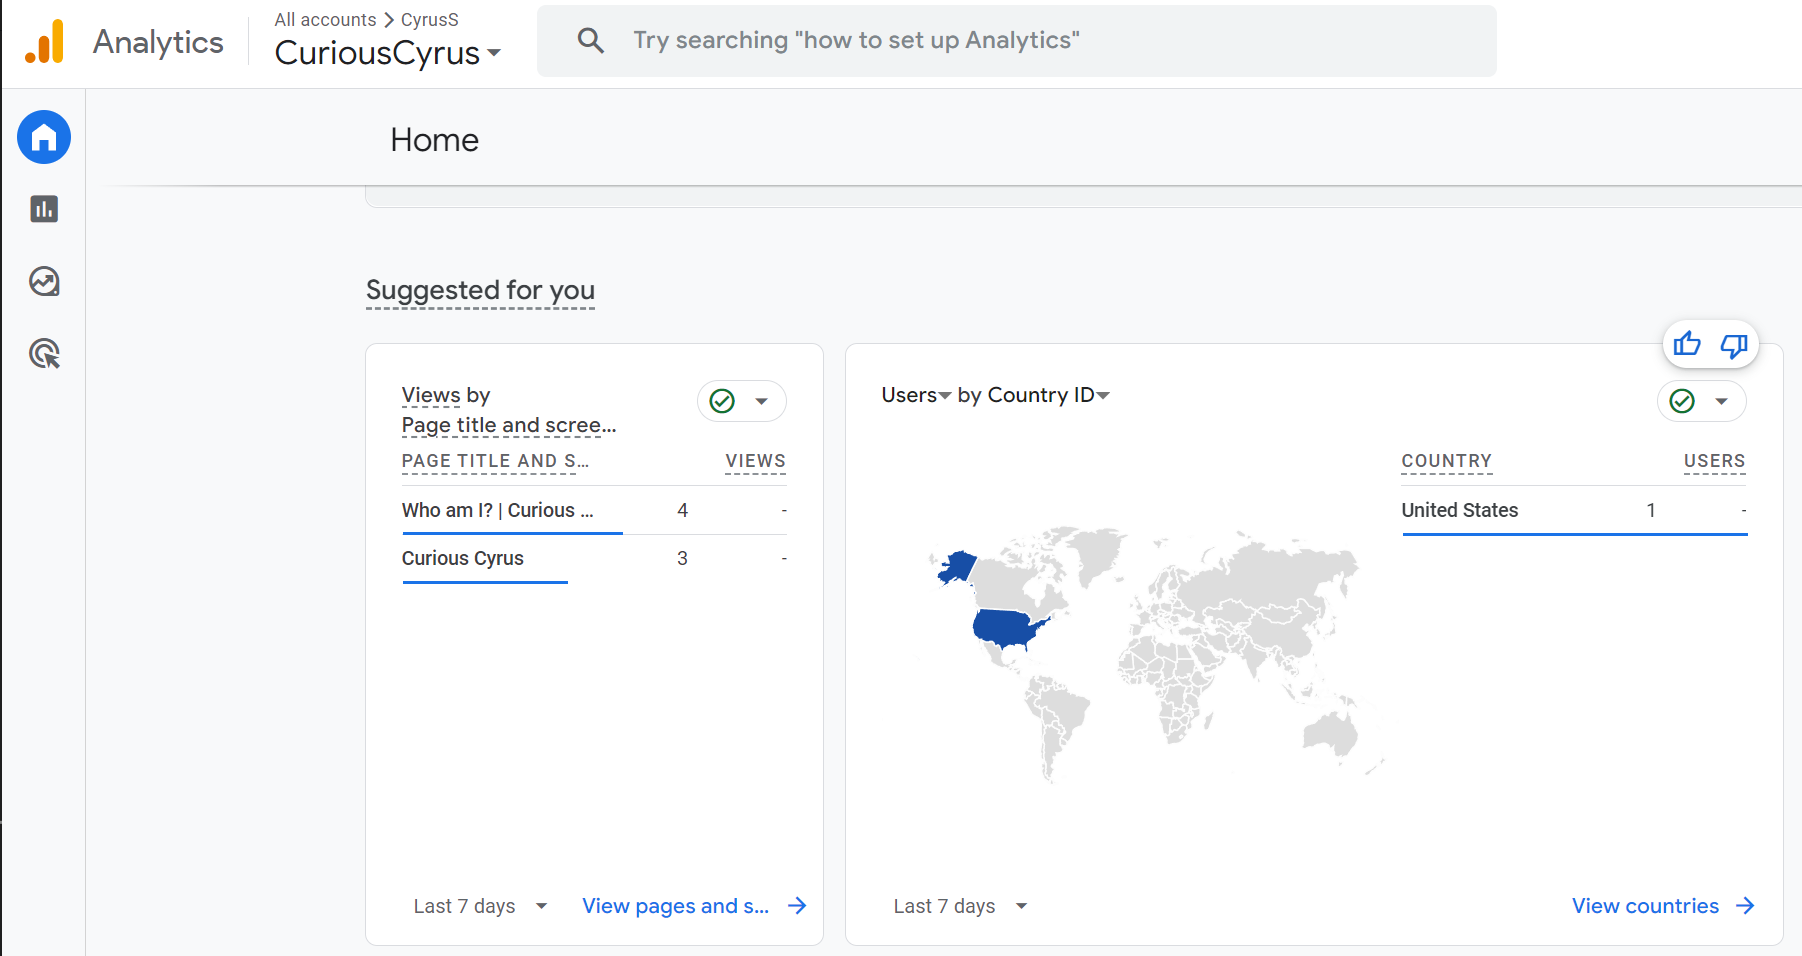 Analytics
All accounts > CyrusS
CuriousCyrus
Try searching "how to set up Analytics"
Home
Suggested for you
Views by
Page title and scree...
PAGE TITLE AND S... VIEWS
Who am I? | Curious ... 4 -
Curious Cyrus 3 -
Last 7 days View pages and s...
Users by Country ID
COUNTRY USERS
United States 1 -
Last 7 days View countries